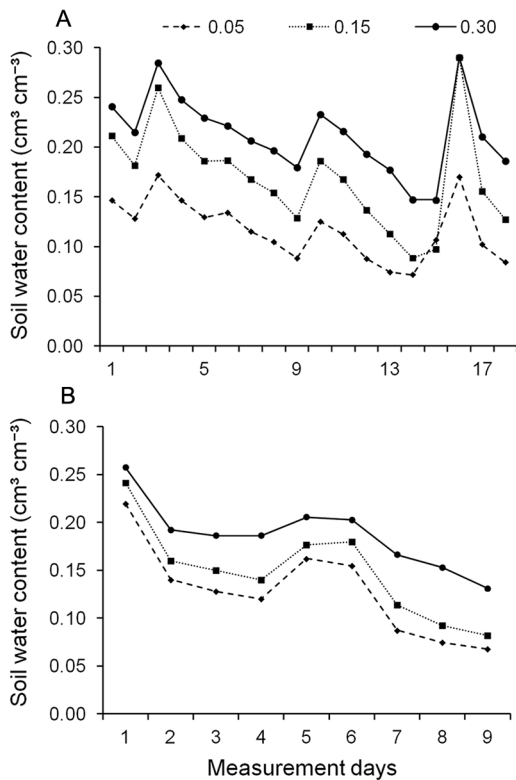 A
0.05 0.15 0.30
Soil water content (cm³ cm⁻³)
0.30
0.25
0.20
0.15
0.10
0.05
0.00
1 5 9 13 17
B
Soil water content (cm³ cm⁻³)
0.30
0.25
0.20
0.15
0.10
0.05
0.00
1 2 3 4 5 6 7 8 9
Measurement days